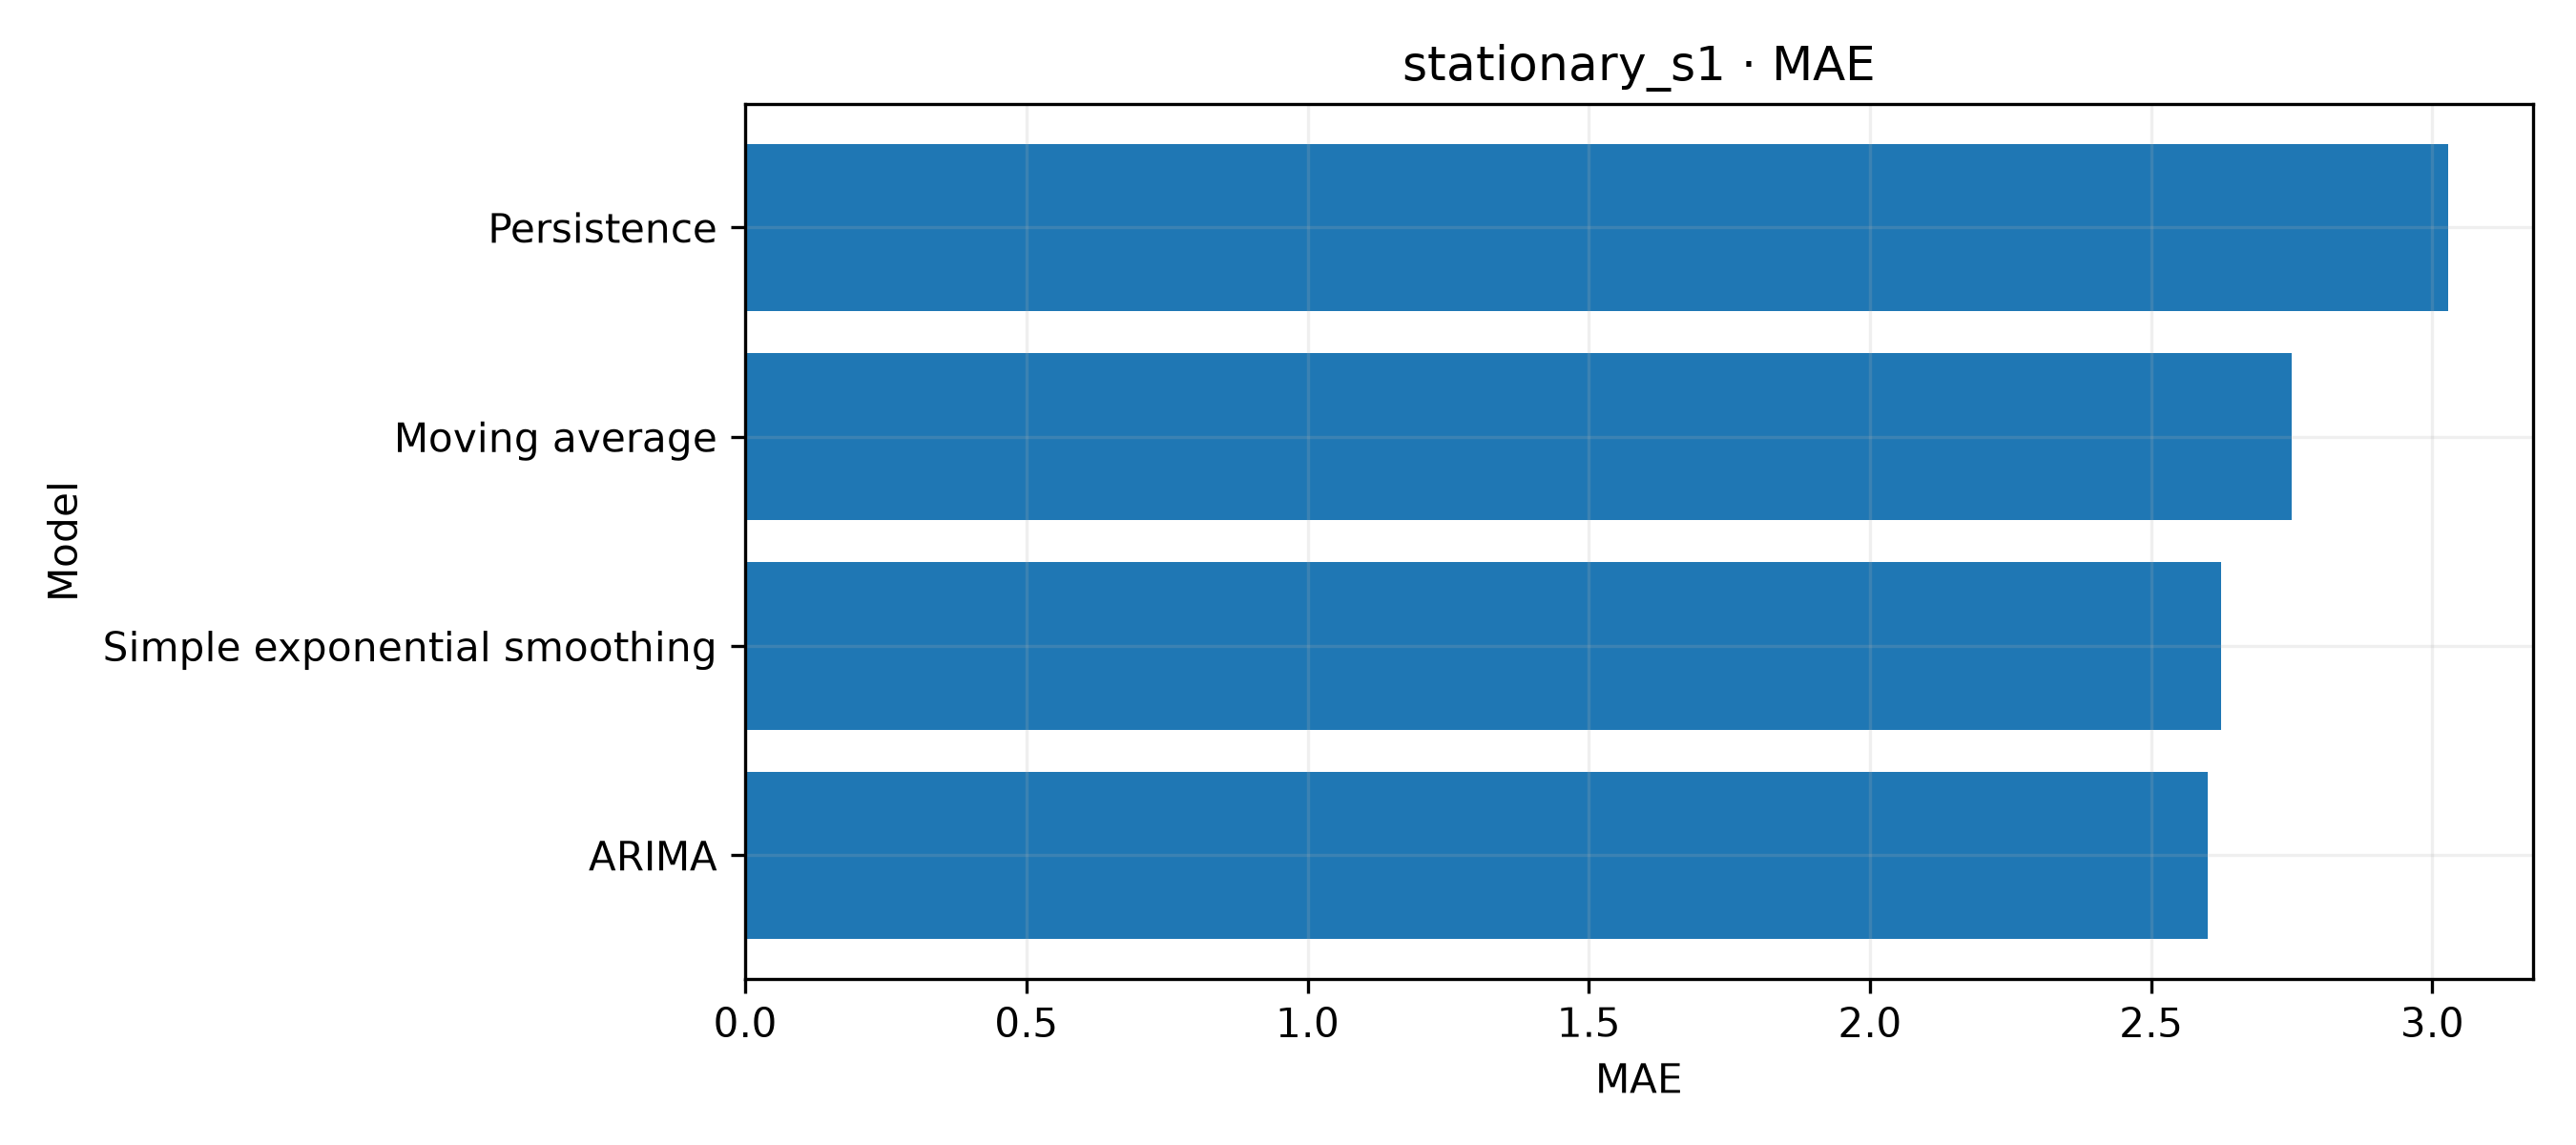 stationary_s1 · MAE
Persistence
Moving average
Simple exponential smoothing
ARIMA
Model
0.0 0.5 1.0 1.5 2.0 2.5 3.0
MAE